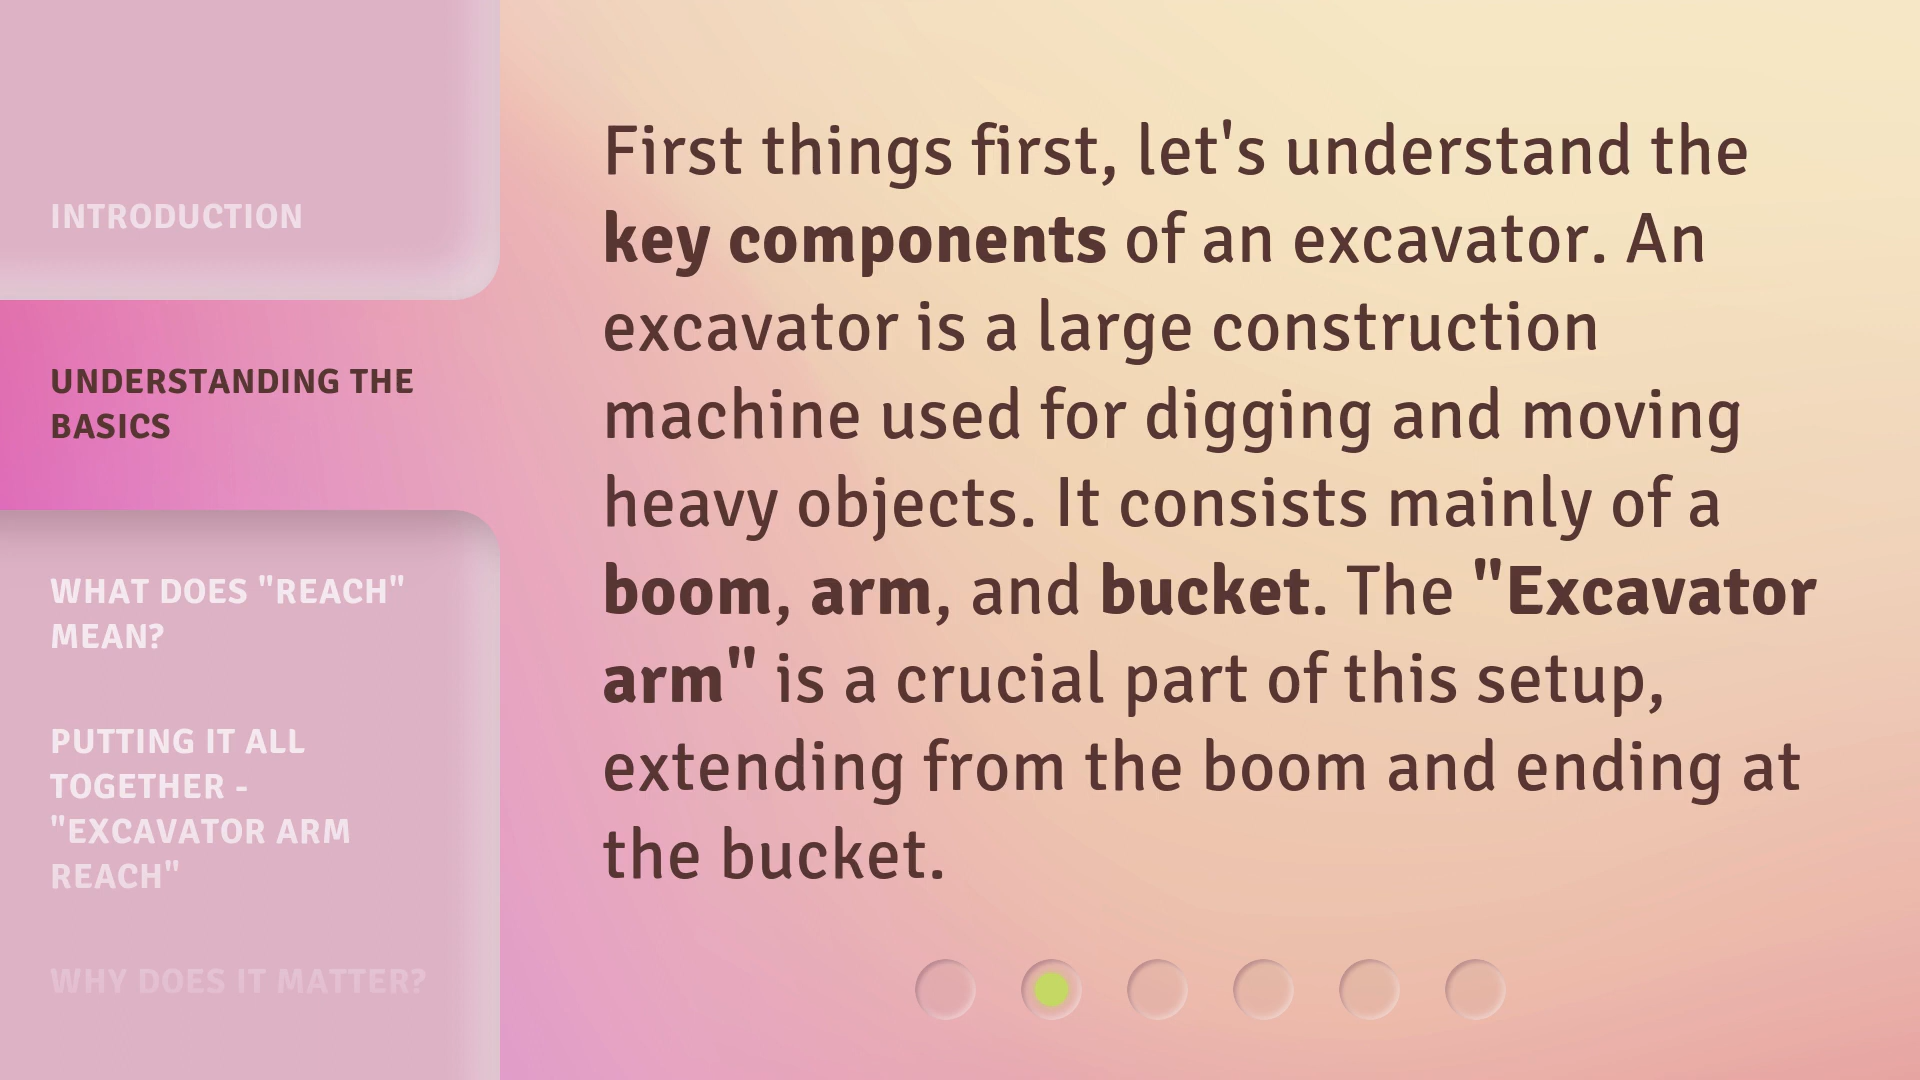 INTRODUCTION
UNDERSTANDING THE
BASICS
WHAT DOES "REACH"
MEAN?
PUTTING IT ALL
TOGETHER -
"EXCAVATOR ARM
REACH"
WHY DOES IT MATTER?
First things first, let's understand the
key components of an excavator. An
excavator is a large construction
machine used for digging and moving
heavy objects. It consists mainly of a
boom, arm, and bucket. The "Excavator
arm" is a crucial part of this setup,
extending from the boom and ending at
the bucket.